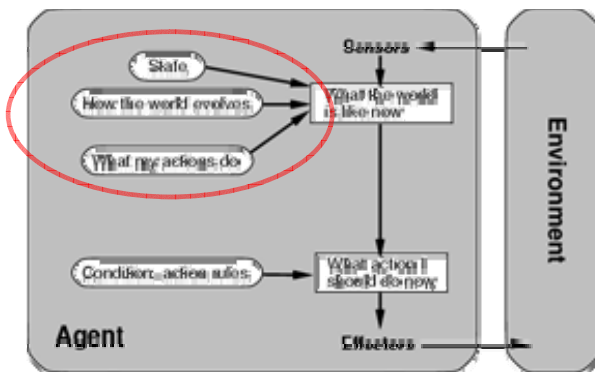 Sensors
State
How the world evolves
What the world
is like now
What my actions do
Environment
Condition-action rules
What action I
should do now
Agent
Effectors